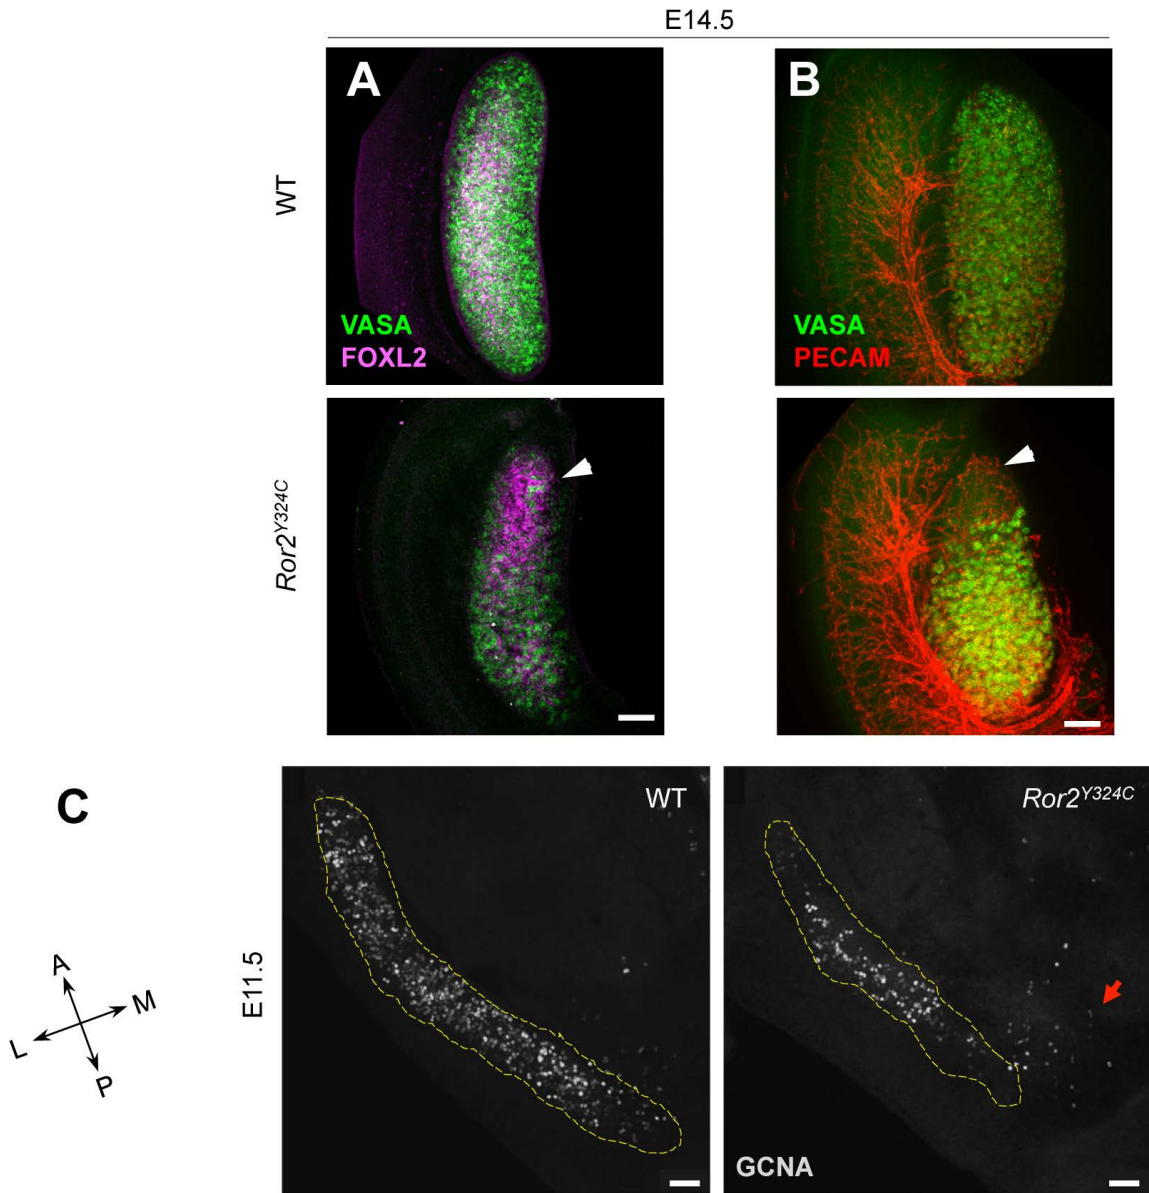 E14.5
A
B
WT
VASA
FOXL2
VASA
PECAM
Ror2Y324C
C
WT
Ror2Y324C
E11.5
A
M
L
P
GCNA